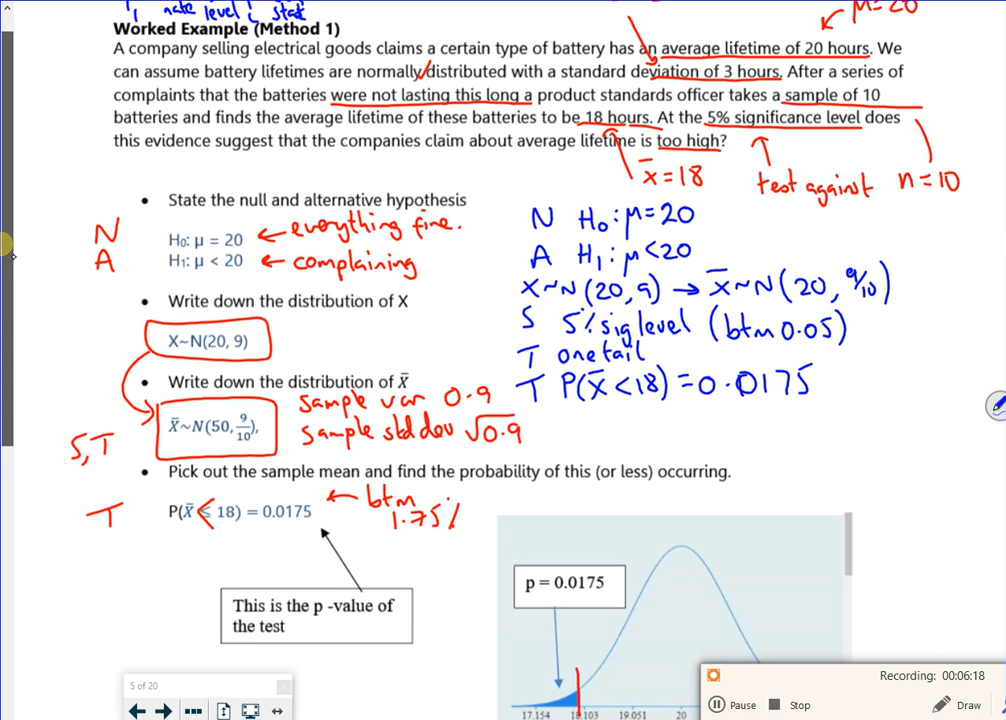 nate level: stat
μ=20
Worked Example (Method 1)
A company selling electrical goods claims a certain type of battery has an average lifetime of 20 hours. We
can assume battery lifetimes are normally distributed with a standard deviation of 3 hours. After a series of
complaints that the batteries were not lasting this long a product standards officer takes a sample of 10
batteries and finds the average lifetime of these batteries to be 18 hours. At the 5% significance level does
this evidence suggest that the companies claim about average lifetime is too high?
x̄=18
test against
n=10
• State the null and alternative hypothesis
N
H₀: μ = 20
← everything fine.
A
H₁: μ < 20
← complaining
• Write down the distribution of X
X~N(20, 9)
• Write down the distribution of X̄
sample var 0.9
X̄~N(50, 9/10),
sample std dev √0.9
S,T
• Pick out the sample mean and find the probability of this (or less) occurring.
T
P(X̄ ≤ 18) = 0.0175
← btm
1.75%
N H₀: μ=20
A H₁: μ<20
X~N(20,9) → x̄~N(20, 9/10)
S 5% sig level (btm 0.05)
T one tail
T P(x̄<18) = 0.0175
This is the p -value of
the test
p = 0.0175
17.154 18.103 19.051 20
5 of 20
Recording: 00:06:18
Pause Stop Draw